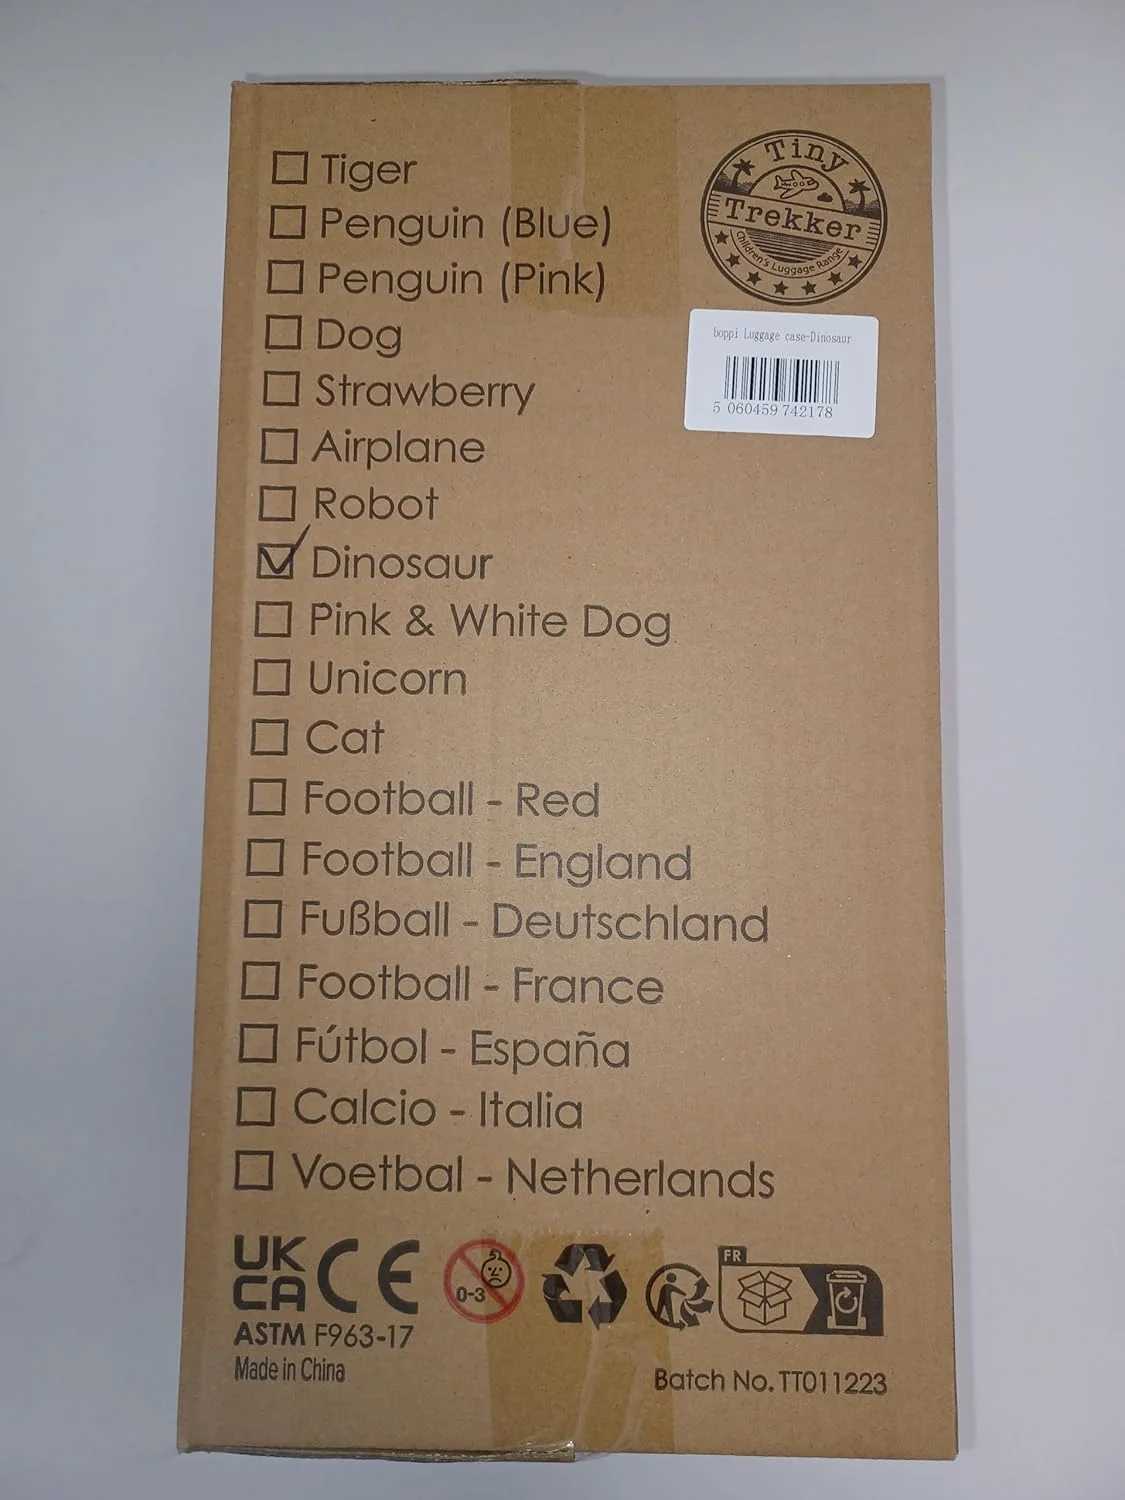 Tiger
Penguin (Blue)
Penguin (Pink)
Dog
Strawberry
Airplane
Robot
Dinosaur
Pink & White Dog
Unicorn
Cat
Football - Red
Football - England
Fußball - Deutschland
Football - France
Fútbol - España
Calcio - Italia
Voetbal - Netherlands
Tiny
Trekker
Children's Luggage Range
boppi Luggage case-Dinosaur
5 060459 742178
UK
CA
CE
0-3
FR
ASTM F963-17
Made in China
Batch No. TT011223